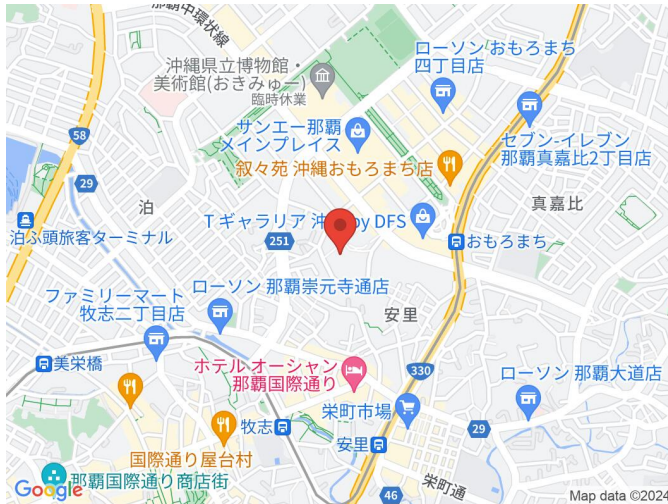 那覇中環状線
ローソン おもろまち
四丁目店
沖縄県立博物館・
美術館(おきみゅー)
臨時休業
サンエー那覇
メインプレイス
セブン-イレブン
那覇真嘉比2丁目店
58
叙々苑 沖縄おもろまち店
29
泊
真嘉比
T ギャラリア 沖
by DFS
泊ふ頭旅客ターミナル
251
おもろまち
ローソン 那覇崇元寺通店
ファミリーマート
牧志二丁目店
安里
美栄橋
ホテル オーシャン
那覇国際通り
330
ローソン 那覇大道店
栄町市場
29
牧志
安里
国際通り屋台村
栄町通
那覇国際通り商店街
46
Google
Map data ©202